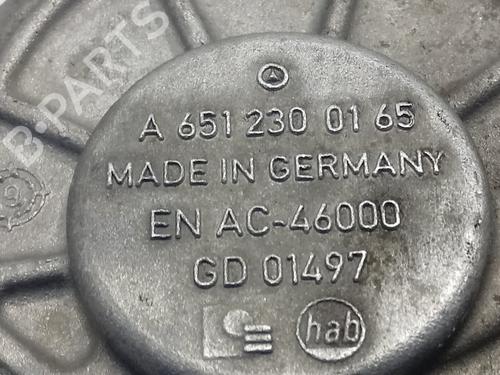 B-PARTS
A 651 230 01 65
MADE IN GERMANY
EN AC-46000
GD 01497
hab